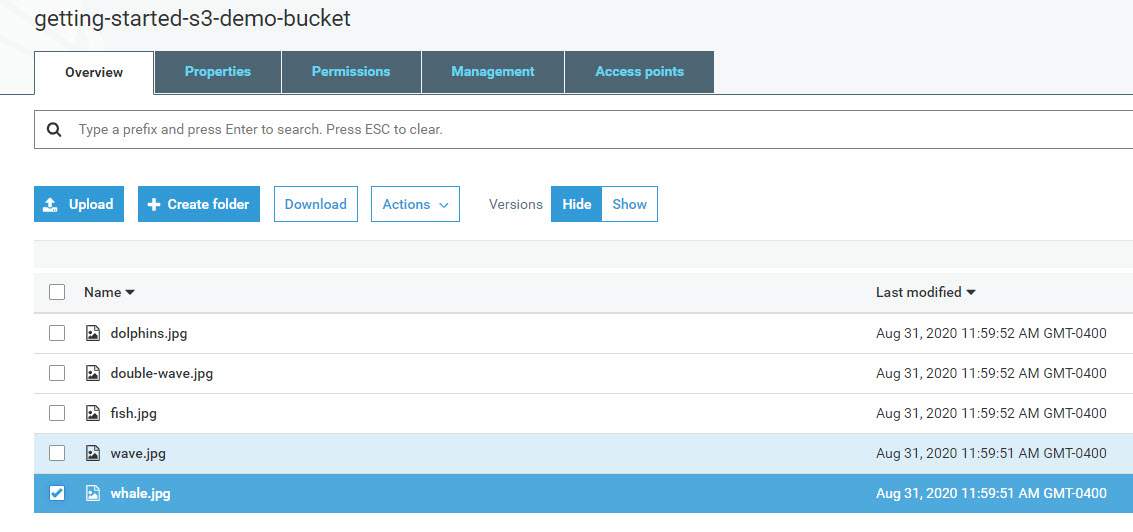 getting-started-s3-demo-bucket
Overview Properties Permissions Management Access points
Type a prefix and press Enter to search. Press ESC to clear.
Upload Create folder Download Actions Versions Hide Show
Name Last modified
dolphins.jpg Aug 31, 2020 11:59:52 AM GMT-0400
double-wave.jpg Aug 31, 2020 11:59:52 AM GMT-0400
fish.jpg Aug 31, 2020 11:59:52 AM GMT-0400
wave.jpg Aug 31, 2020 11:59:51 AM GMT-0400
whale.jpg Aug 31, 2020 11:59:51 AM GMT-0400